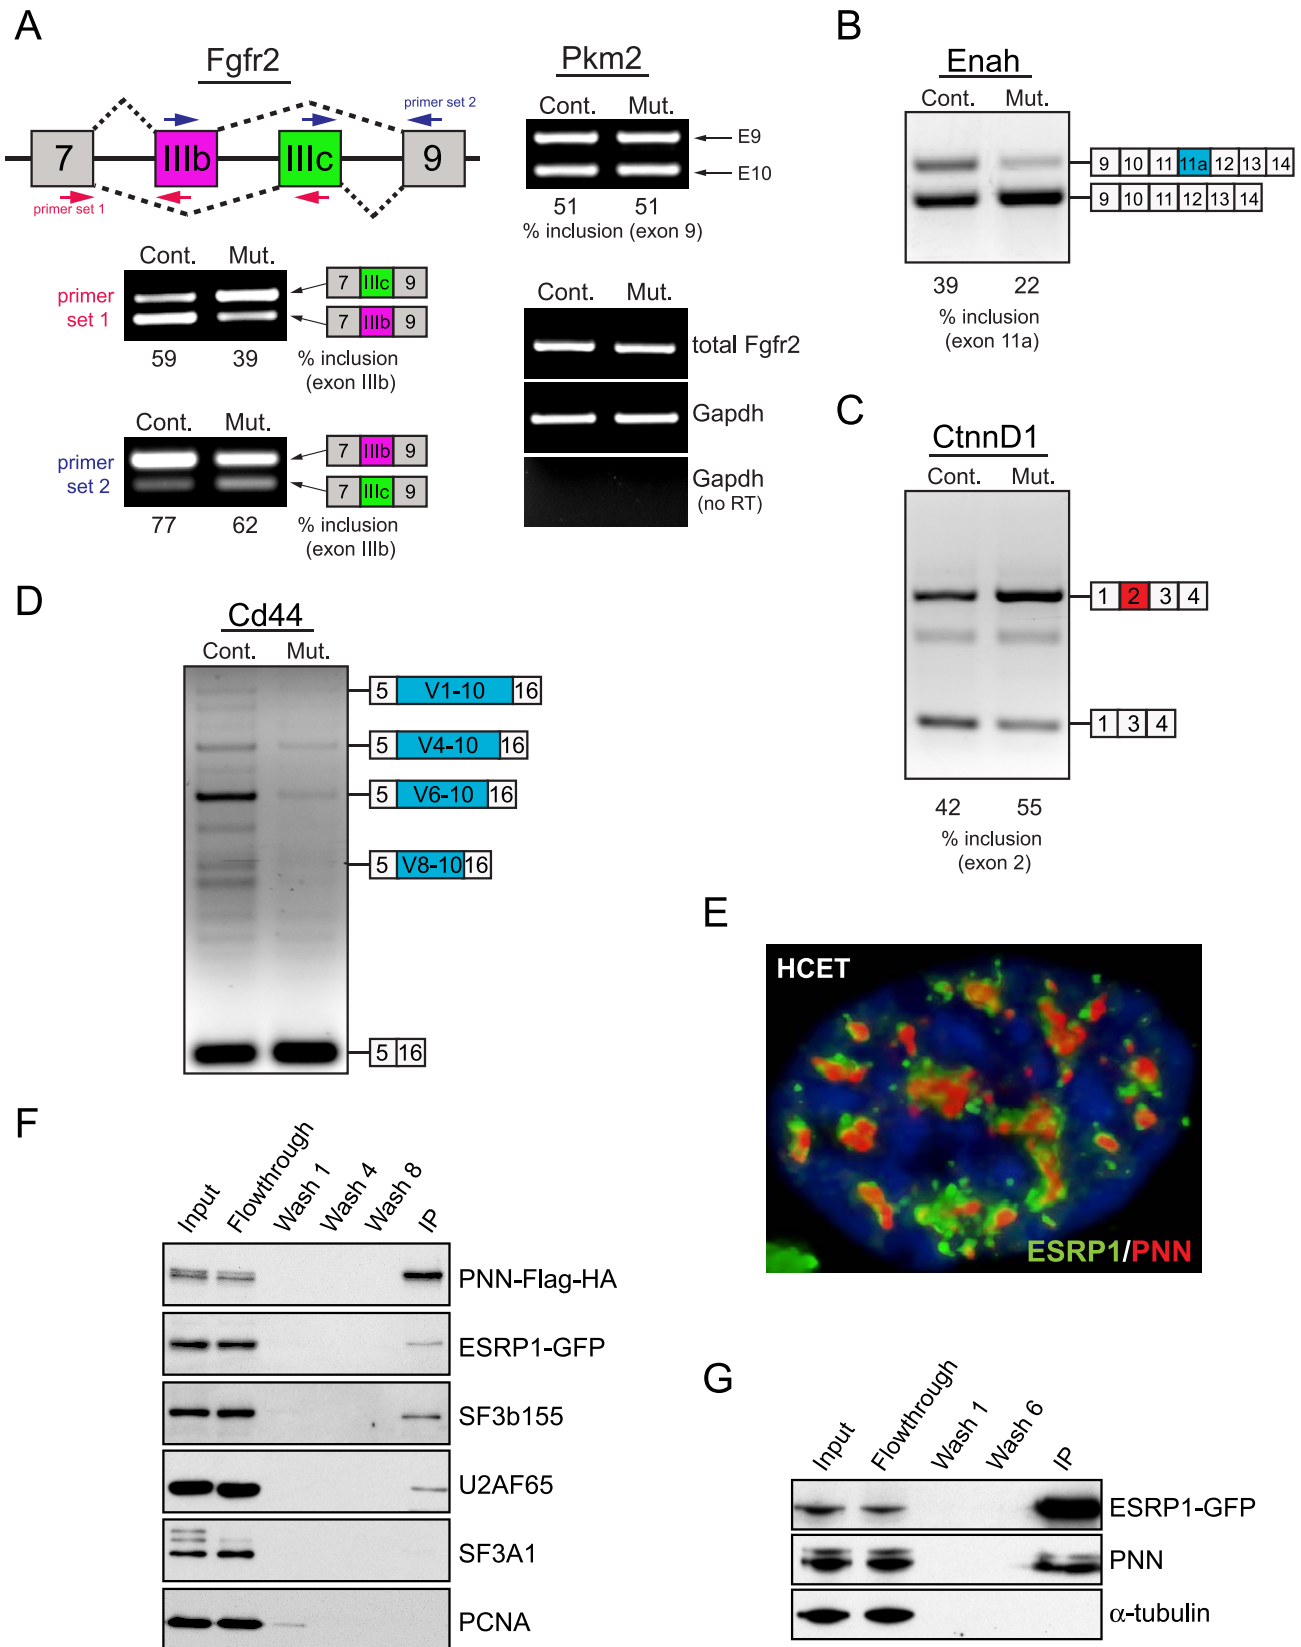 A
Fgfr2
7
IIIb
IIIc
9
primer set 1
primer set 2
Cont. Mut.
primer set 1
7 IIIc 9
7 IIIb 9
59 39 % inclusion (exon IIIb)
Cont. Mut.
primer set 2
7 IIIb 9
7 IIIc 9
77 62 % inclusion (exon IIIb)
Pkm2
Cont. Mut.
E9
E10
51 51
% inclusion (exon 9)
Cont. Mut.
total Fgfr2
Gapdh
Gapdh
(no RT)
B
Enah
Cont. Mut.
9 10 11 11a 12 13 14
9 10 11 12 13 14
39 22
% inclusion
(exon 11a)
C
CtnnD1
Cont. Mut.
1 2 3 4
1 3 4
42 55
% inclusion
(exon 2)
D
Cd44
Cont. Mut.
5 V1-10 16
5 V4-10 16
5 V6-10 16
5 V8-10 16
5 16
E
HCET
ESRP1/PNN
F
Input Flowthrough Wash 1 Wash 4 Wash 8 IP
PNN-Flag-HA
ESRP1-GFP
SF3b155
U2AF65
SF3A1
PCNA
G
Input Flowthrough Wash 1 Wash 6 IP
ESRP1-GFP
PNN
α-tubulin